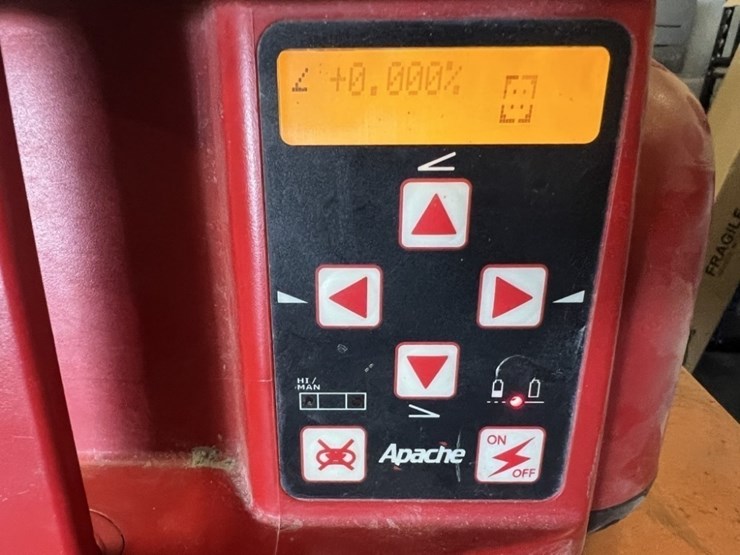 +0.000%
HI/
MAN
Apache
ON
OFF
FRAGILE